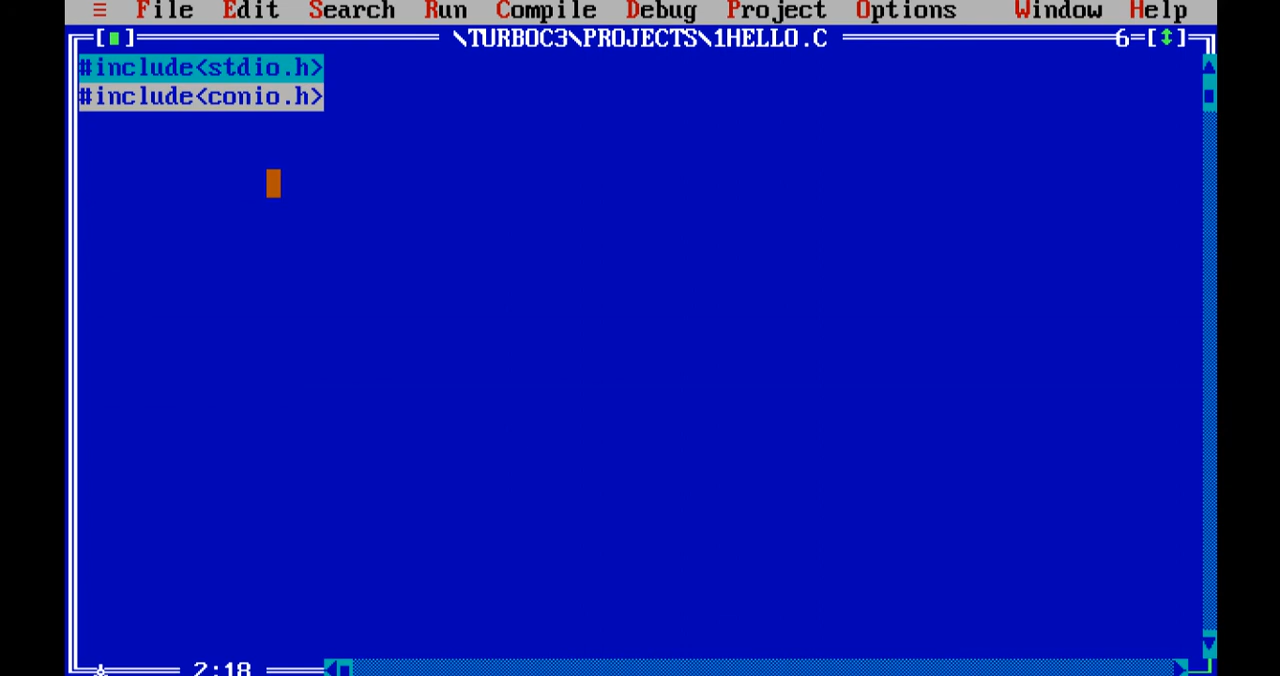 ≡ File Edit Search Run Compile Debug Project Options Window Help
[■] \TURBOC3\PROJECTS\1HELLO.C 6=[↕]
#include<stdio.h>
#include<conio.h>
2:18